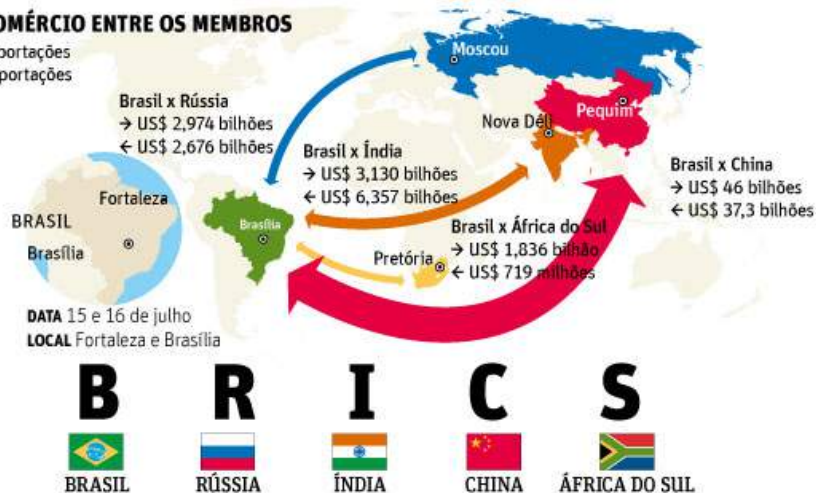 OMÉRCIO ENTRE OS MEMBROS
portações
portações
Brasil x Rússia
→ US$ 2,974 bilhões
← US$ 2,676 bilhões
Brasil x Índia
→ US$ 3,130 bilhões
← US$ 6,357 bilhões
Brasil x China
→ US$ 46 bilhões
← US$ 37,3 bilhões
Brasil x África do Sul
→ US$ 1,836 bilhão
← US$ 719 milhões
Moscou
Pequim
Nova Déli
Brasília
Pretória
Fortaleza
BRASIL
Brasília
DATA 15 e 16 de julho
LOCAL Fortaleza e Brasília
B R I C S
BRASIL RÚSSIA ÍNDIA CHINA ÁFRICA DO SUL